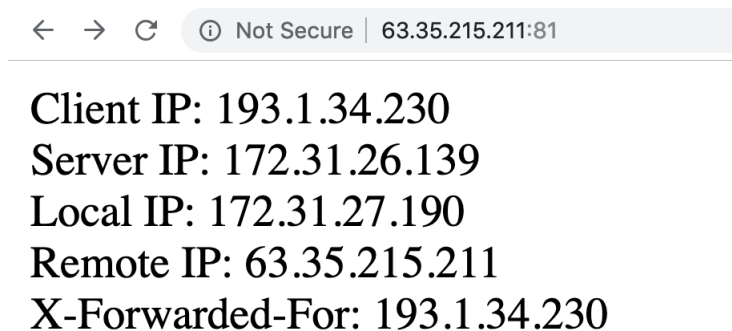 Not Secure 63.35.215.211:81
Client IP: 193.1.34.230
Server IP: 172.31.26.139
Local IP: 172.31.27.190
Remote IP: 63.35.215.211
X-Forwarded-For: 193.1.34.230